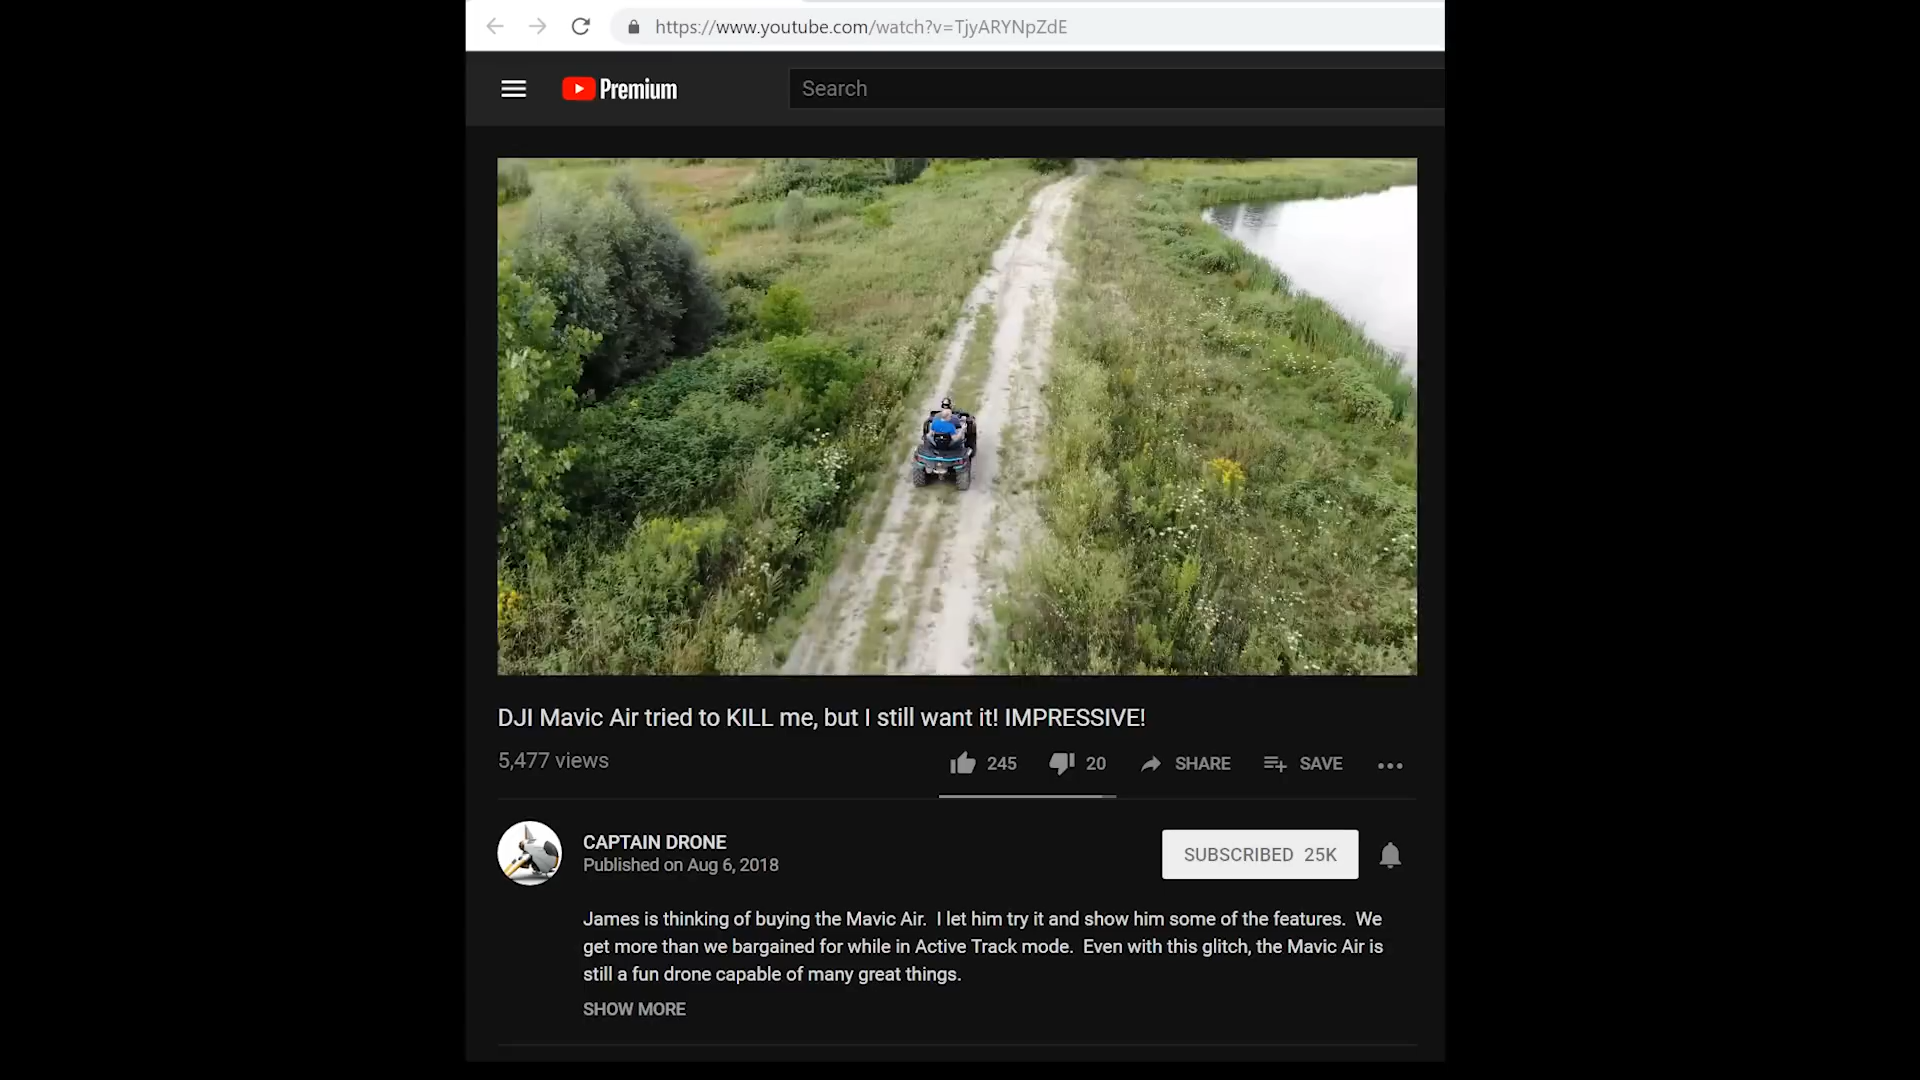 https://www.youtube.com/watch?v=TjyARYNpZdE
Premium
Search
DJI Mavic Air tried to KILL me, but I still want it! IMPRESSIVE!
5,477 views
245
20
SHARE
SAVE
CAPTAIN DRONE
Published on Aug 6, 2018
SUBSCRIBED 25K
James is thinking of buying the Mavic Air. I let him try it and show him some of the features. We
get more than we bargained for while in Active Track mode. Even with this glitch, the Mavic Air is
still a fun drone capable of many great things.
SHOW MORE